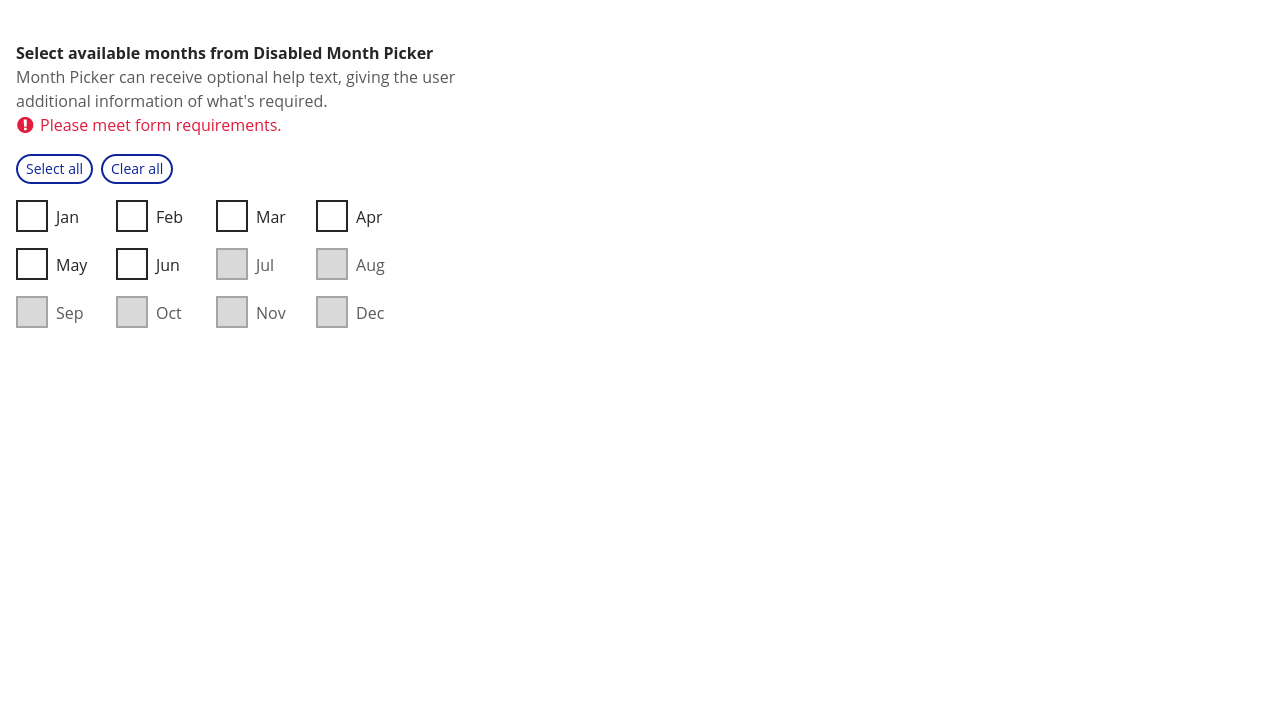 Select available months from Disabled Month Picker
Month Picker can receive optional help text, giving the user
additional information of what's required.
Please meet form requirements.
Select all Clear all
Jan Feb Mar Apr
May Jun Jul Aug
Sep Oct Nov Dec